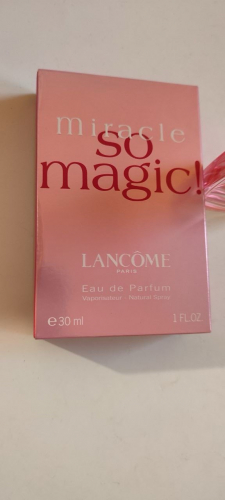 miracle
so
magic!
LANCÔME
PARIS
Eau de Parfum
Vaporisateur - Natural Spray
℮ 30 ml 1 FL.OZ